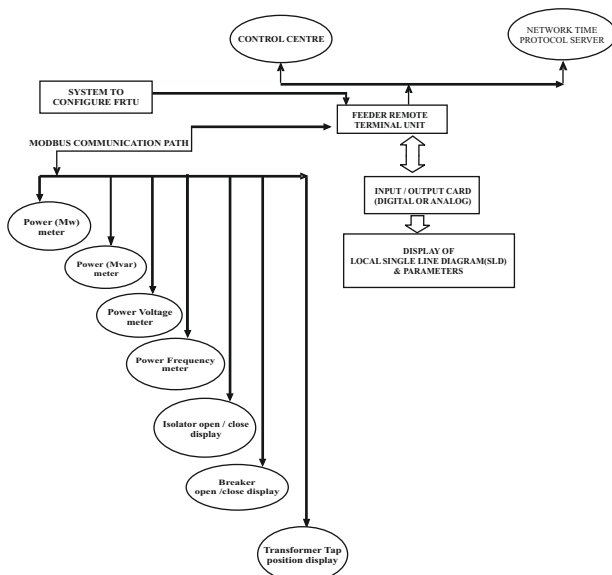 CONTROL CENTRE
NETWORK TIME
PROTOCOL SERVER
SYSTEM TO
CONFIGURE FRTU
FEEDER REMOTE
TERMINAL UNIT
MODBUS COMMUNICATION PATH
INPUT / OUTPUT CARD
(DIGITAL OR ANALOG)
DISPLAY OF
LOCAL SINGLE LINE DIAGRAM(SLD)
& PARAMETERS
Power (Mw)
meter
Power (Mvar)
meter
Power Voltage
meter
Power Frequency
meter
Isolator open / close
display
Breaker
open /close display
Transformer Tap
position display